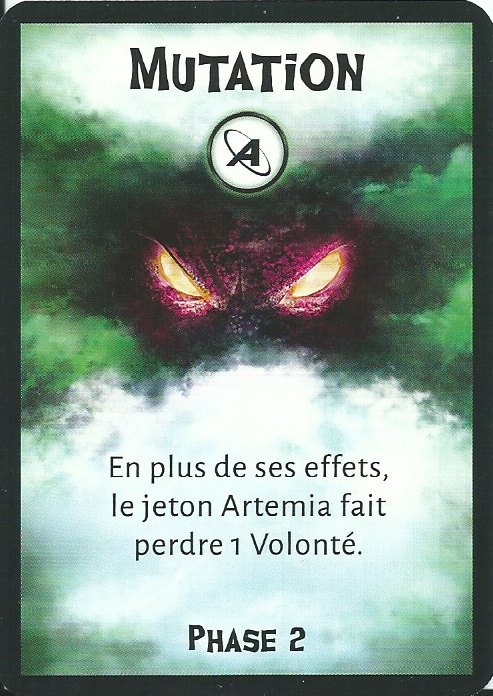 MUTATiON
A
En plus de ses effets,
le jeton Artemia fait
perdre 1 Volonté.
PHASE 2